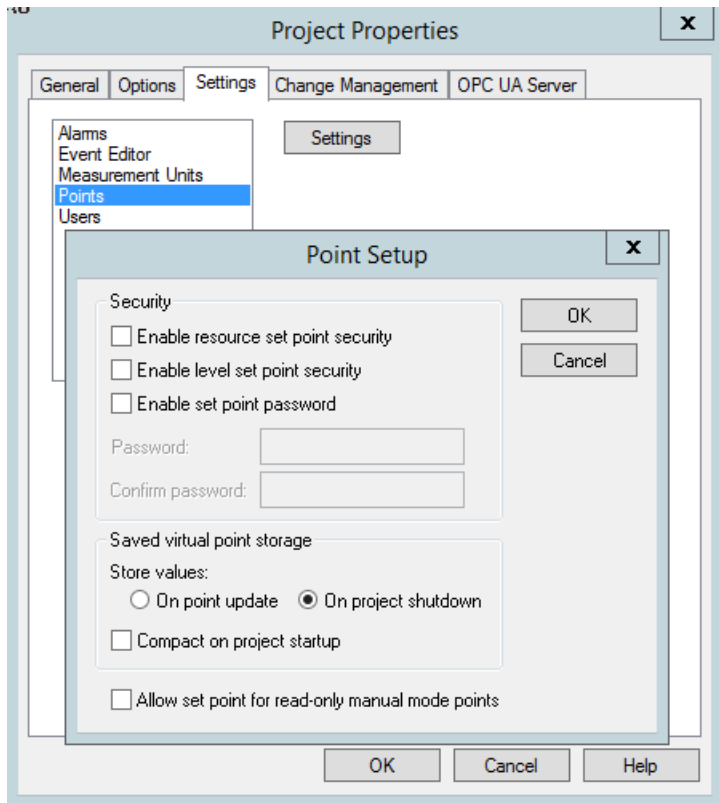 Project Properties
x
General
Options
Settings
Change Management
OPC UA Server
Alarms
Event Editor
Measurement Units
Points
Users
Settings
Point Setup
x
Security
Enable resource set point security
Enable level set point security
Enable set point password
Password:
Confirm password:
OK
Cancel
Saved virtual point storage
Store values:
On point update
On project shutdown
Compact on project startup
Allow set point for read-only manual mode points
OK
Cancel
Help